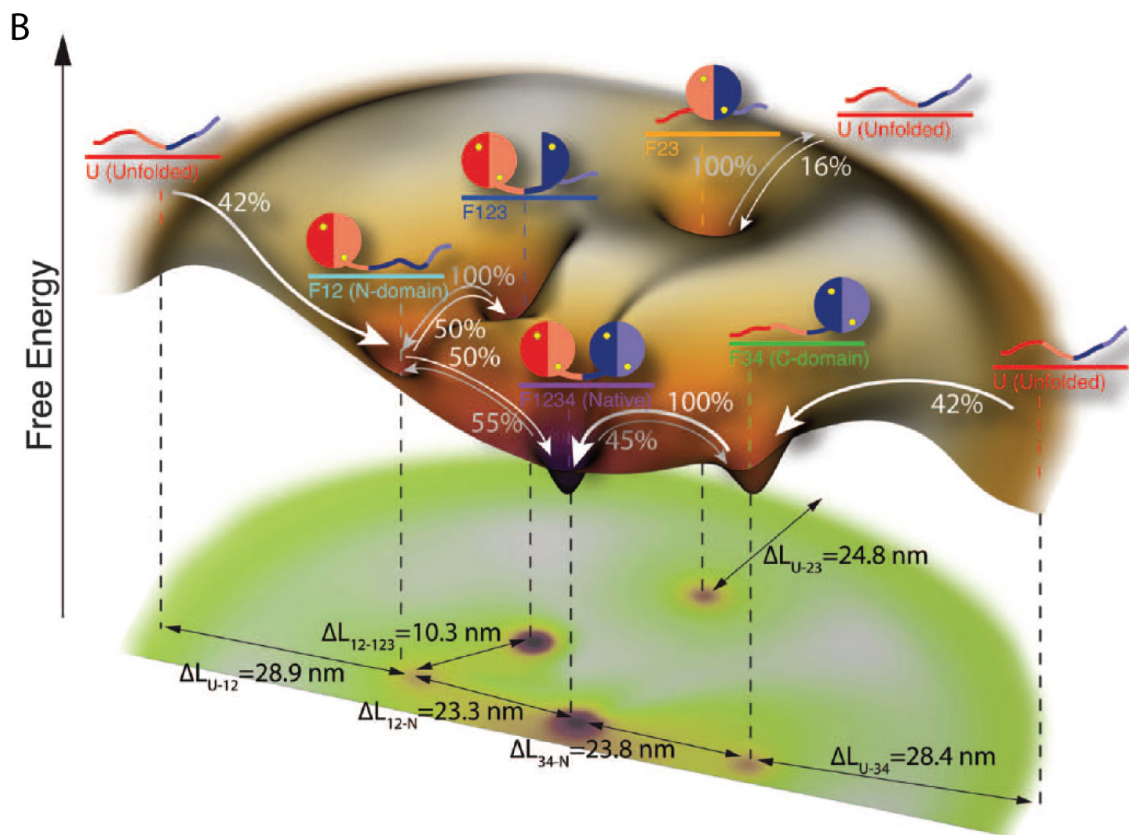 B
Free Energy
U (Unfolded)
42%
F12 (N-domain)
F123
100%
50%
50%
55%
F1234 (Native)
F23
100%
16%
U (Unfolded)
F34 (C-domain)
100%
45%
42%
U (Unfolded)
ΔL12-123=10.3 nm
ΔLU-12=28.9 nm
ΔL12-N=23.3 nm
ΔL34-N=23.8 nm
ΔLU-23=24.8 nm
ΔLU-34=28.4 nm